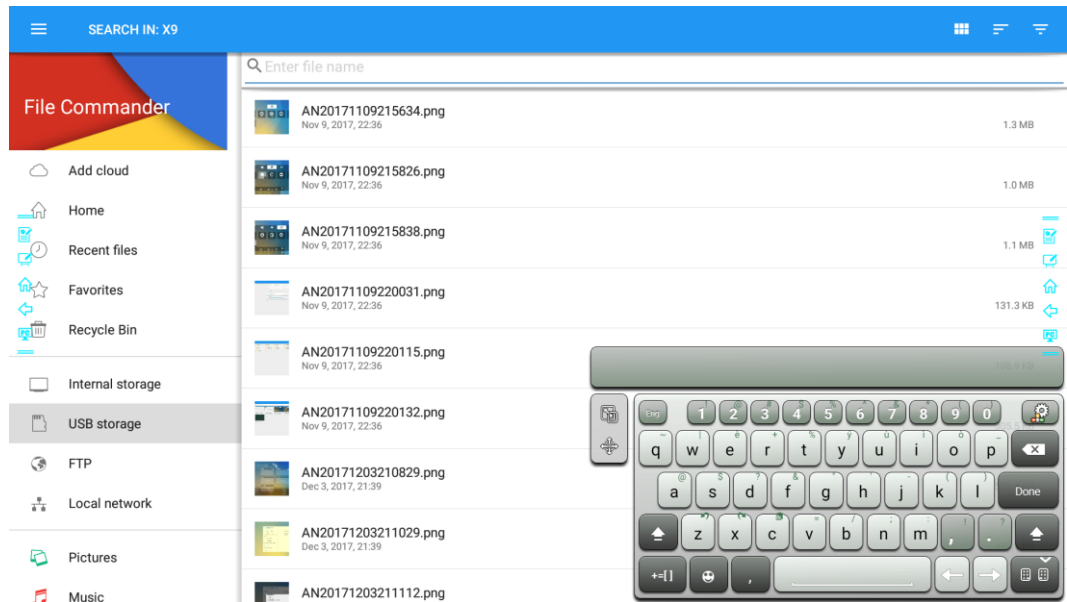 SEARCH IN: X9
Enter file name
File Commander
Add cloud
Home
Recent files
Favorites
Recycle Bin
Internal storage
USB storage
FTP
Local network
Pictures
Music
AN20171109215634.png
Nov 9, 2017, 22:36
1.3 MB
AN20171109215826.png
Nov 9, 2017, 22:36
1.0 MB
AN20171109215838.png
Nov 9, 2017, 22:36
1.1 MB
AN20171109220031.png
Nov 9, 2017, 22:36
131.3 KB
AN20171109220115.png
Nov 9, 2017, 22:36
AN20171109220132.png
Nov 9, 2017, 22:36
AN20171203210829.png
Dec 3, 2017, 21:39
AN20171203211029.png
Dec 3, 2017, 21:39
AN20171203211112.png
Eng 1 2 3 4 5 6 7 8 9 0
q w e r t y u i o p
a s d f g h j k l Done
z x c v b n m , .
+=[] ,